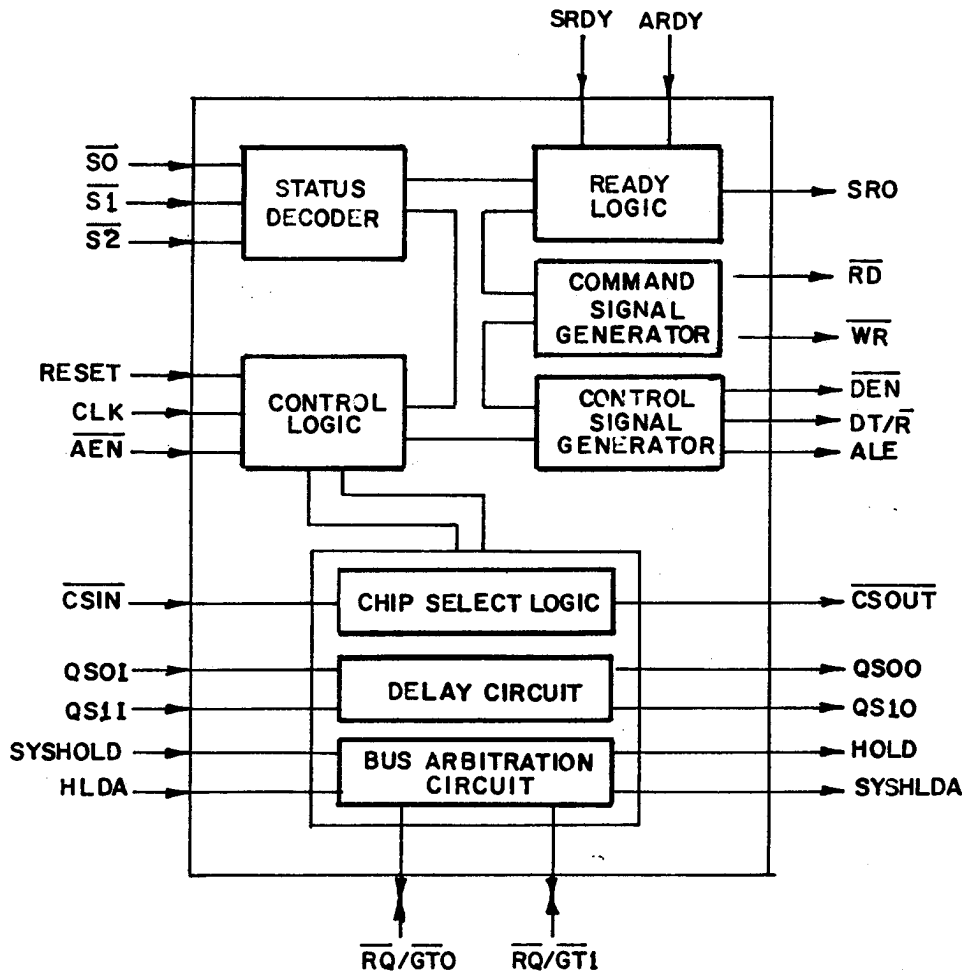 SRDY ARDY
S0
S1
S2
STATUS
DECODER
READY
LOGIC
SRO
COMMAND
SIGNAL
GENERATOR
RD
WR
RESET
CLK
AEN
CONTROL
LOGIC
CONTROL
SIGNAL
GENERATOR
DEN
DT/R
ALE
CSIN
CHIP SELECT LOGIC
CSOUT
QS0I
QS1I
DELAY CIRCUIT
QS0O
QS1O
SYSHOLD
HLDA
BUS ARBITRATION
CIRCUIT
HOLD
SYSHLDA
RQ/GT0 RQ/GT1